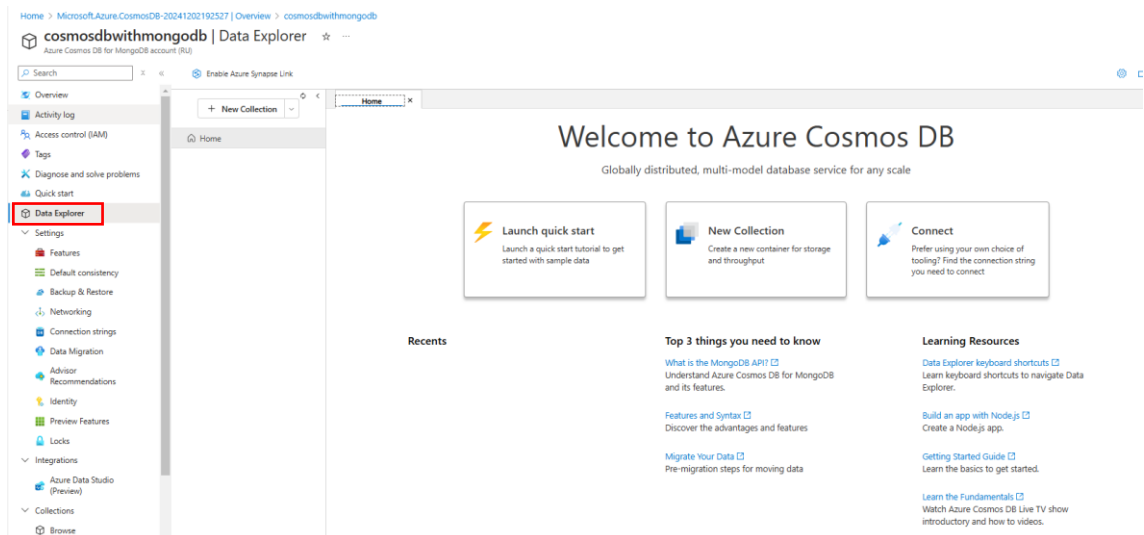 Home > Microsoft.Azure.CosmosDB-20241202192527 | Overview > cosmosdbwithmongodb
cosmosdbwithmongodb | Data Explorer
Azure Cosmos DB for MongoDB account (RU)
Search
Enable Azure Synapse Link
Overview
Activity log
Access control (IAM)
Tags
Diagnose and solve problems
Quick start
Data Explorer
Settings
Features
Default consistency
Backup & Restore
Networking
Connection strings
Data Migration
Advisor
Recommendations
Identity
Preview Features
Locks
Integrations
Azure Data Studio
(Preview)
Collections
Browse
+ New Collection
Home
Home
Welcome to Azure Cosmos DB
Globally distributed, multi-model database service for any scale
Launch quick start
Launch a quick start tutorial to get
started with sample data
New Collection
Create a new container for storage
and throughput
Connect
Prefer using your own choice of
tooling? Find the connection string
you need to connect
Recents
Top 3 things you need to know
What is the MongoDB API?
Understand Azure Cosmos DB for MongoDB
and its features.
Features and Syntax
Discover the advantages and features
Migrate Your Data
Pre-migration steps for moving data
Learning Resources
Data Explorer keyboard shortcuts
Learn keyboard shortcuts to navigate Data
Explorer.
Build an app with Node.js
Create a Node.js app.
Getting Started Guide
Learn the basics to get started.
Learn the Fundamentals
Watch Azure Cosmos DB Live TV show
introductory and how to videos.